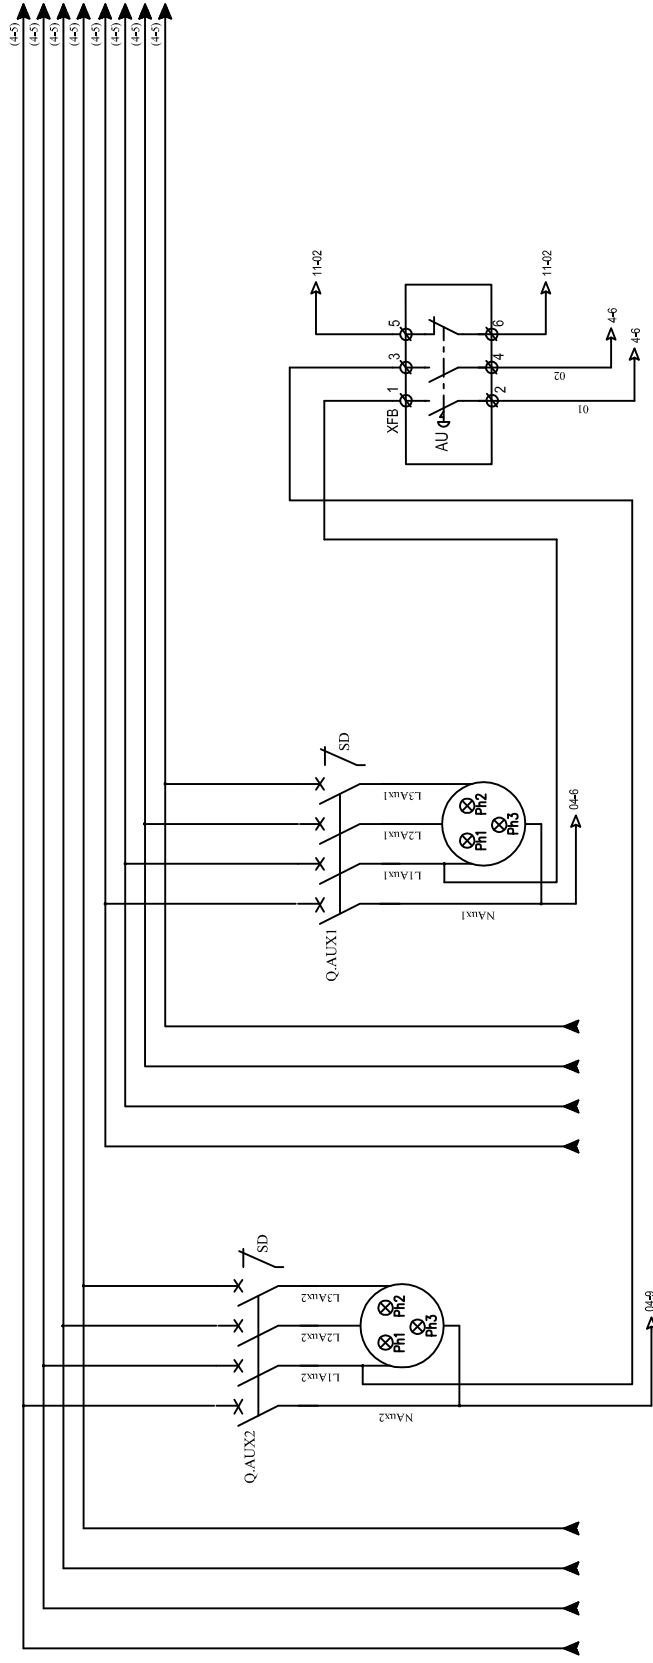 (4-5)
(4-5)
(4-5)
(4-5)
(4-5)
(4-5)
(4-5)
(4-5)
11-02
11-02
5
6
3
4
1
2
XFB
AU
4-6
4-6
02
01
SD
L3Aux1
L2Aux1
L1Aux1
NAux1
Ph2
Ph1
Ph3
04-6
Q.AUX1
SD
L3Aux2
L2Aux2
L1Aux2
NAux2
Ph2
Ph1
Ph3
04-9
Q.AUX2